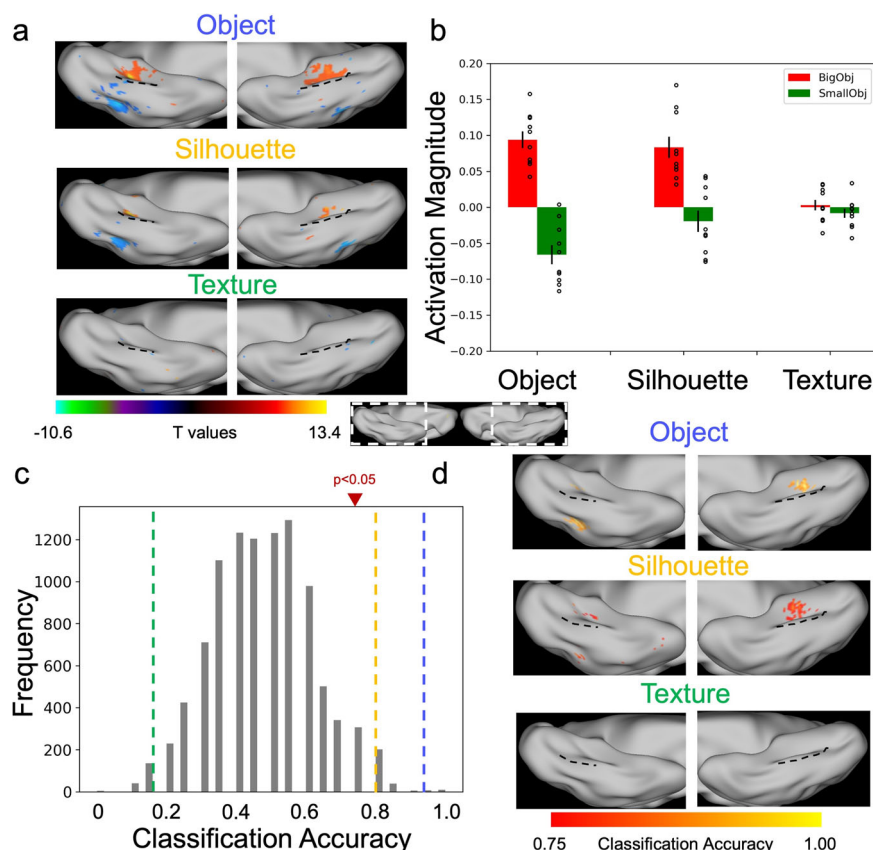 a
Object
Silhouette
Texture
-10.6
T values
13.4
b
0.20
0.15
0.10
0.05
0.00
-0.05
-0.10
-0.15
-0.20
Activation Magnitude
BigObj
SmallObj
Object
Silhouette
Texture
c
p<0.05
1200
1000
800
600
400
200
0
Frequency
0 0.2 0.4 0.6 0.8 1.0
Classification Accuracy
d
Object
Silhouette
Texture
0.75
Classification Accuracy
1.00